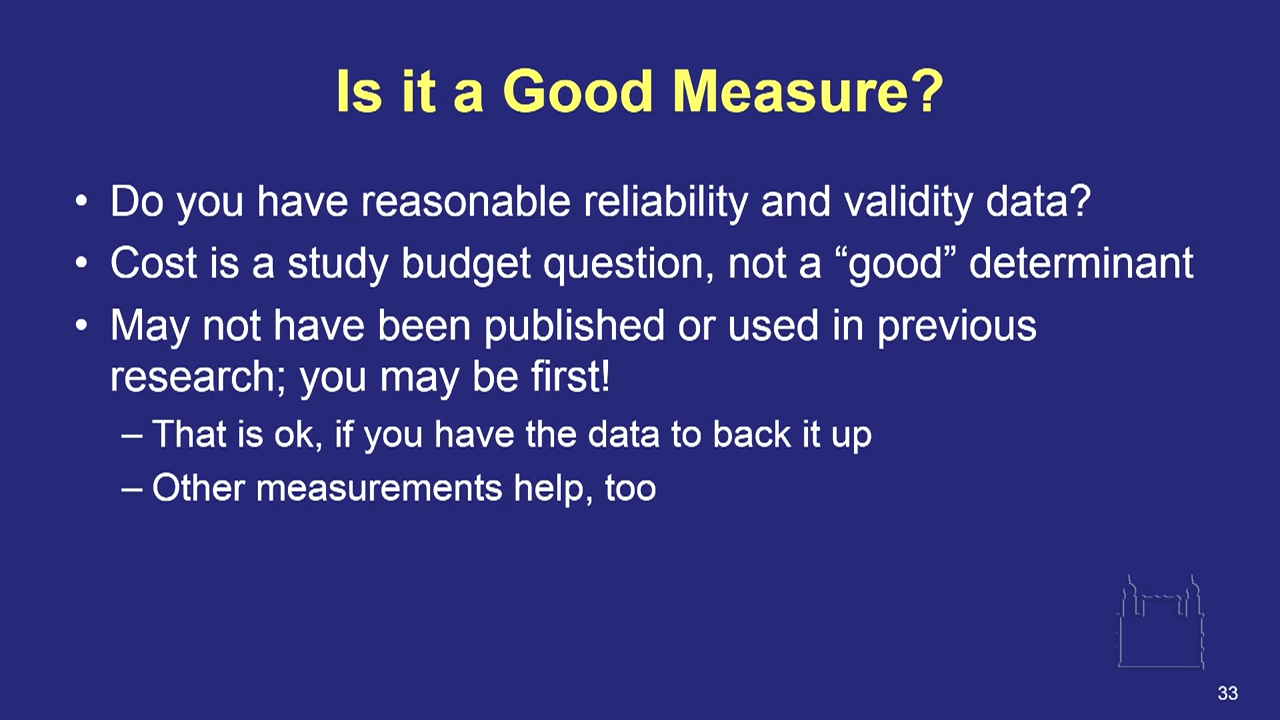 Is it a Good Measure?
• Do you have reasonable reliability and validity data?
• Cost is a study budget question, not a “good” determinant
• May not have been published or used in previous
research; you may be first!
– That is ok, if you have the data to back it up
– Other measurements help, too
33